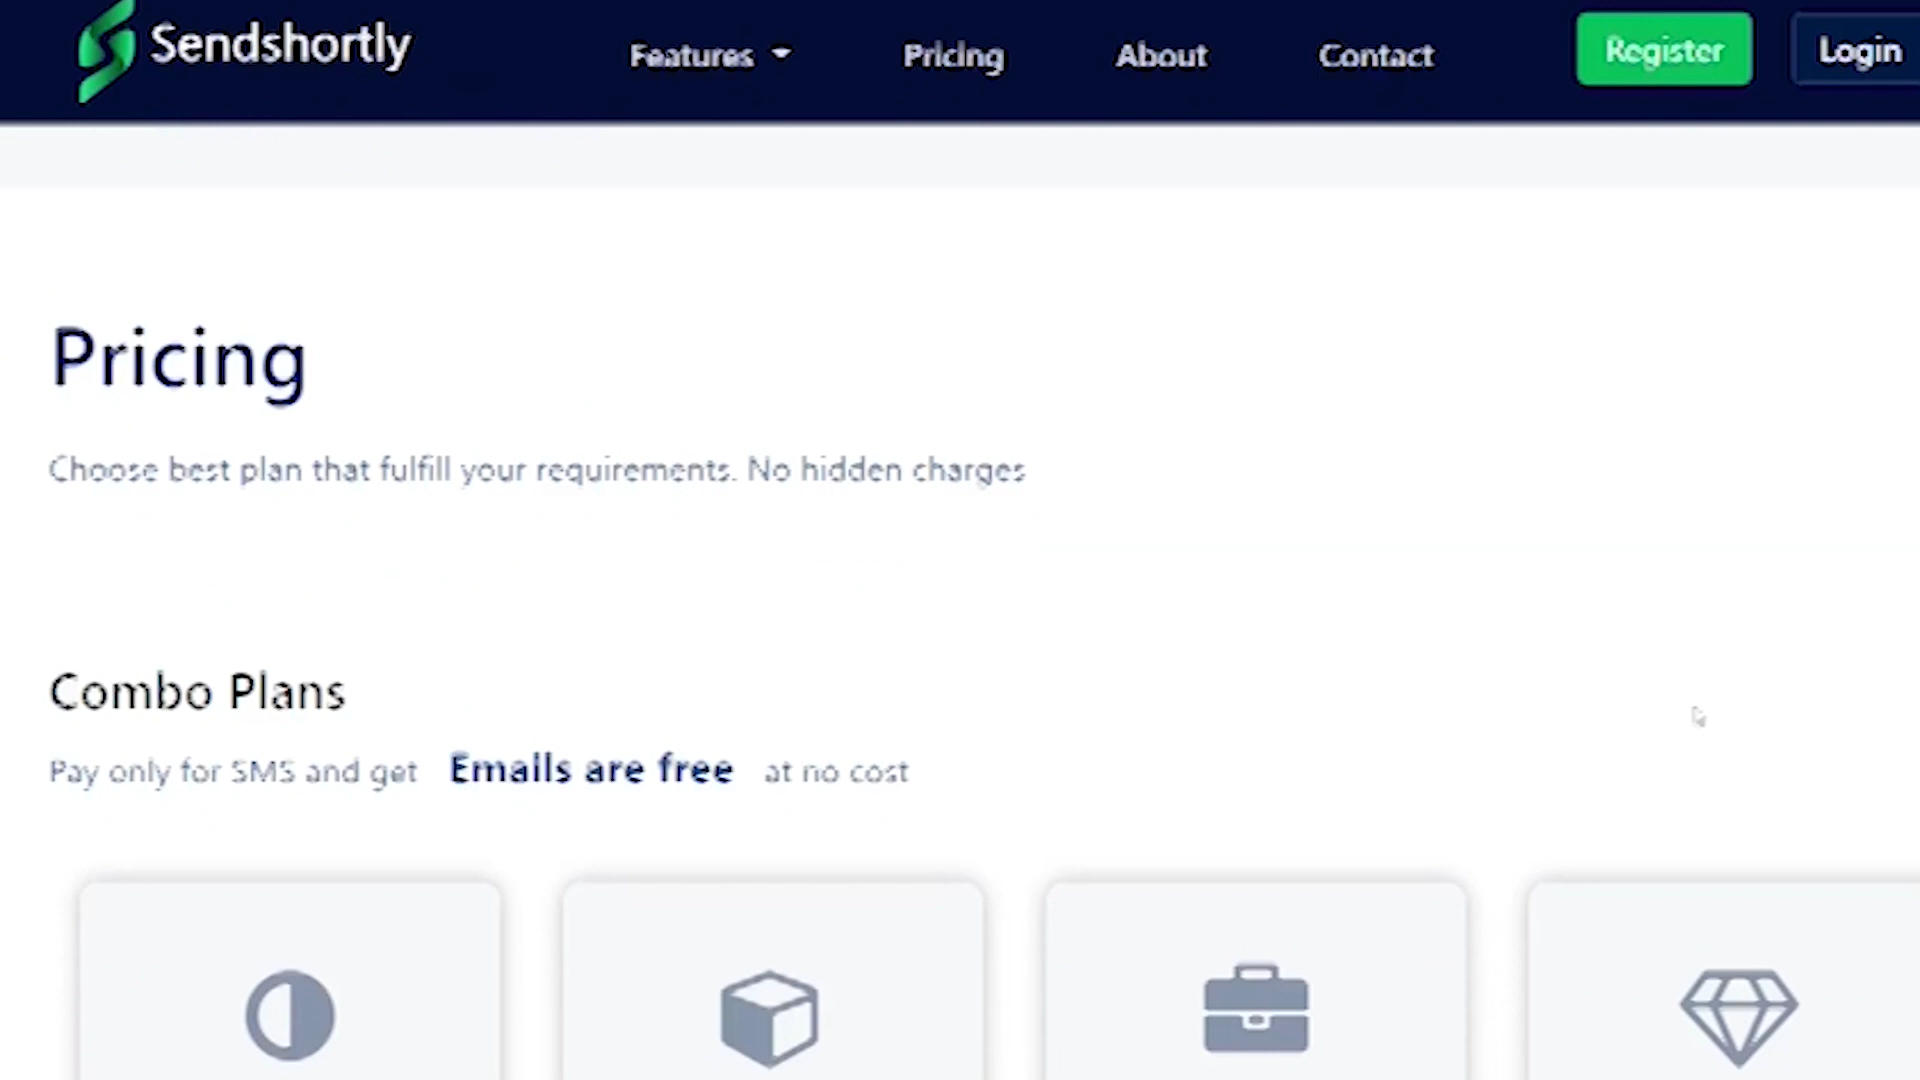 Sendshortly
Features Pricing About Contact Register Login
Pricing
Choose best plan that fulfill your requirements. No hidden charges
Combo Plans
Pay only for SMS and get Emails are free at no cost